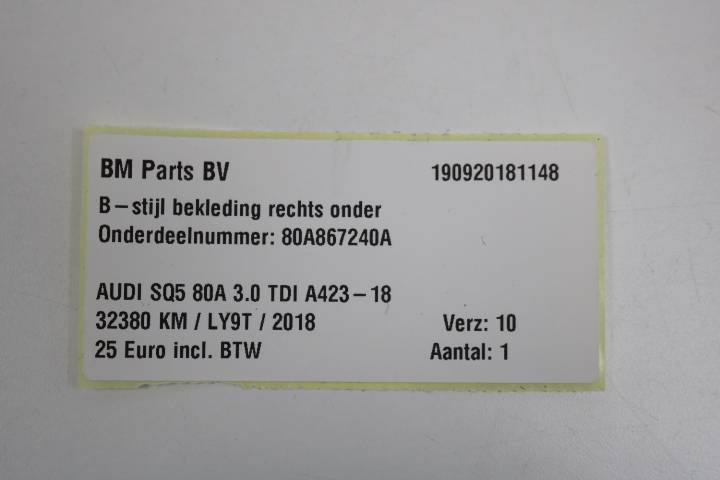 BM Parts BV 190920181148
B-stijl bekleding rechts onder
Onderdeelnummer: 80A867240A
AUDI SQ5 80A 3.0 TDI A423-18
32380 KM / LY9T / 2018 Verz: 10
25 Euro incl. BTW Aantal: 1